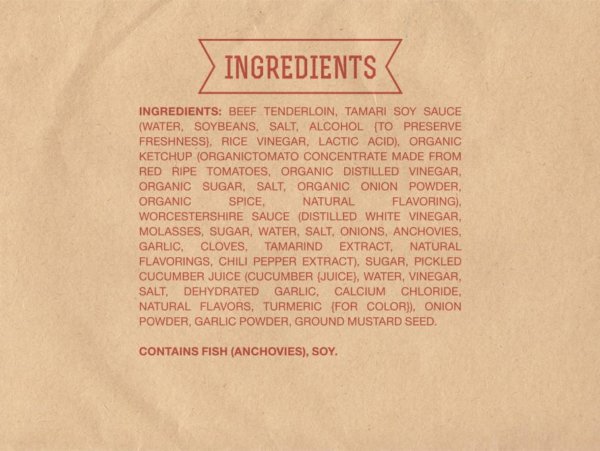 INGREDIENTS
INGREDIENTS: BEEF TENDERLOIN, TAMARI SOY SAUCE
(WATER, SOYBEANS, SALT, ALCOHOL {TO PRESERVE
FRESHNESS}, RICE VINEGAR, LACTIC ACID), ORGANIC
KETCHUP (ORGANICTOMATO CONCENTRATE MADE FROM
RED RIPE TOMATOES, ORGANIC DISTILLED VINEGAR,
ORGANIC SUGAR, SALT, ORGANIC ONION POWDER,
ORGANIC SPICE, NATURAL FLAVORING),
WORCESTERSHIRE SAUCE (DISTILLED WHITE VINEGAR,
MOLASSES, SUGAR, WATER, SALT, ONIONS, ANCHOVIES,
GARLIC, CLOVES, TAMARIND EXTRACT, NATURAL
FLAVORINGS, CHILI PEPPER EXTRACT), SUGAR, PICKLED
CUCUMBER JUICE (CUCUMBER {JUICE}, WATER, VINEGAR,
SALT, DEHYDRATED GARLIC, CALCIUM CHLORIDE,
NATURAL FLAVORS, TURMERIC {FOR COLOR}), ONION
POWDER, GARLIC POWDER, GROUND MUSTARD SEED.
CONTAINS FISH (ANCHOVIES), SOY.